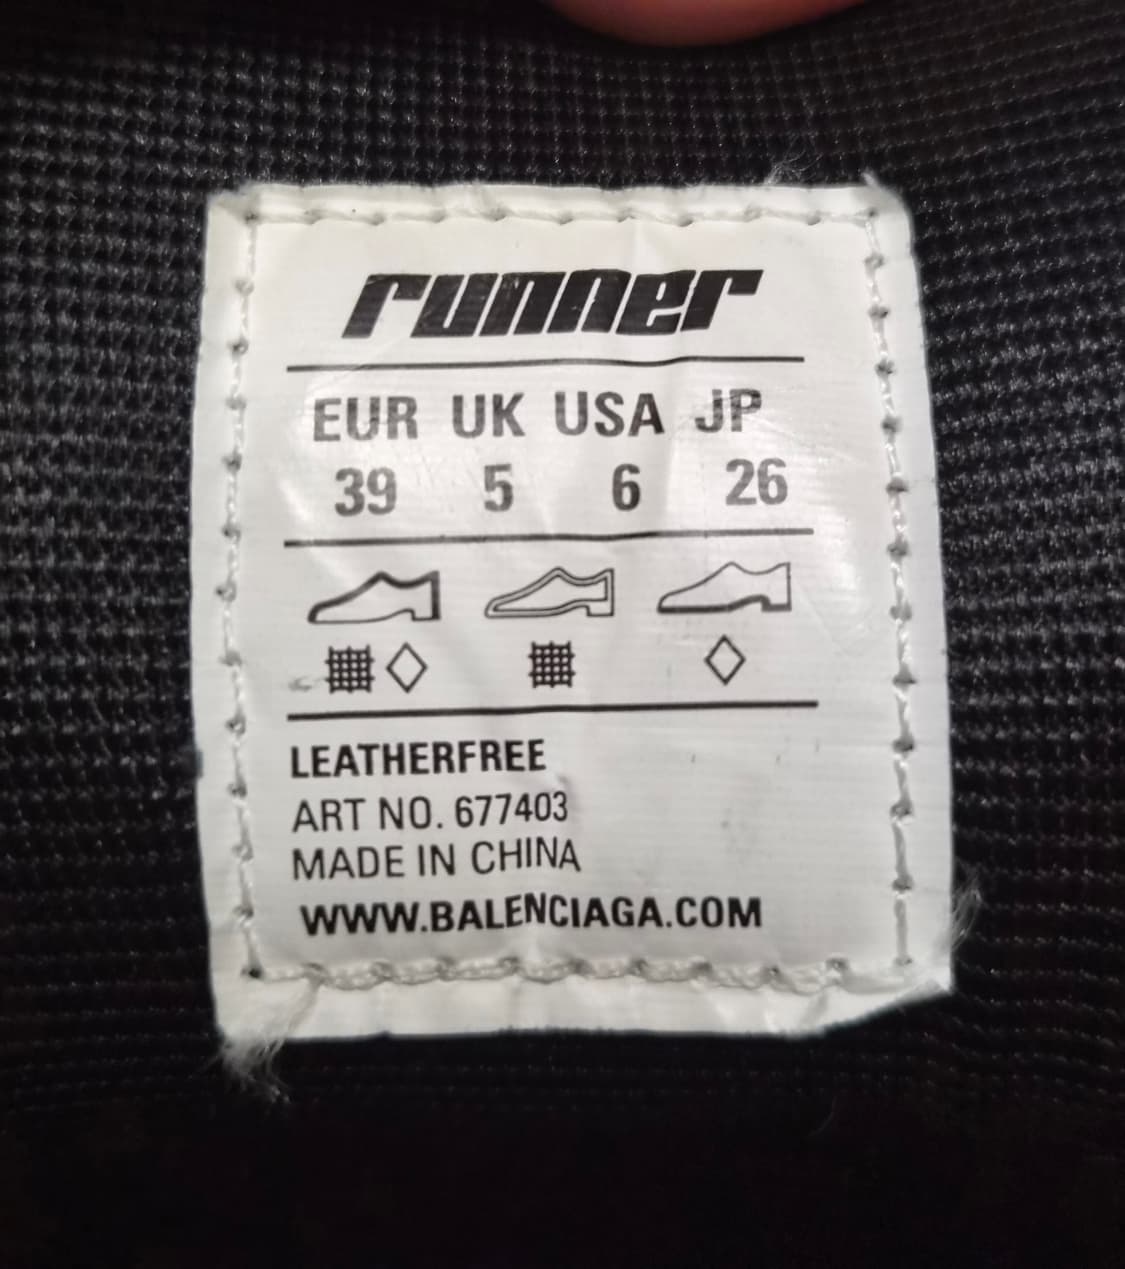 runner
EUR UK USA JP
39 5 6 26
LEATHERFREE
ART NO. 677403
MADE IN CHINA
WWW.BALENCIAGA.COM